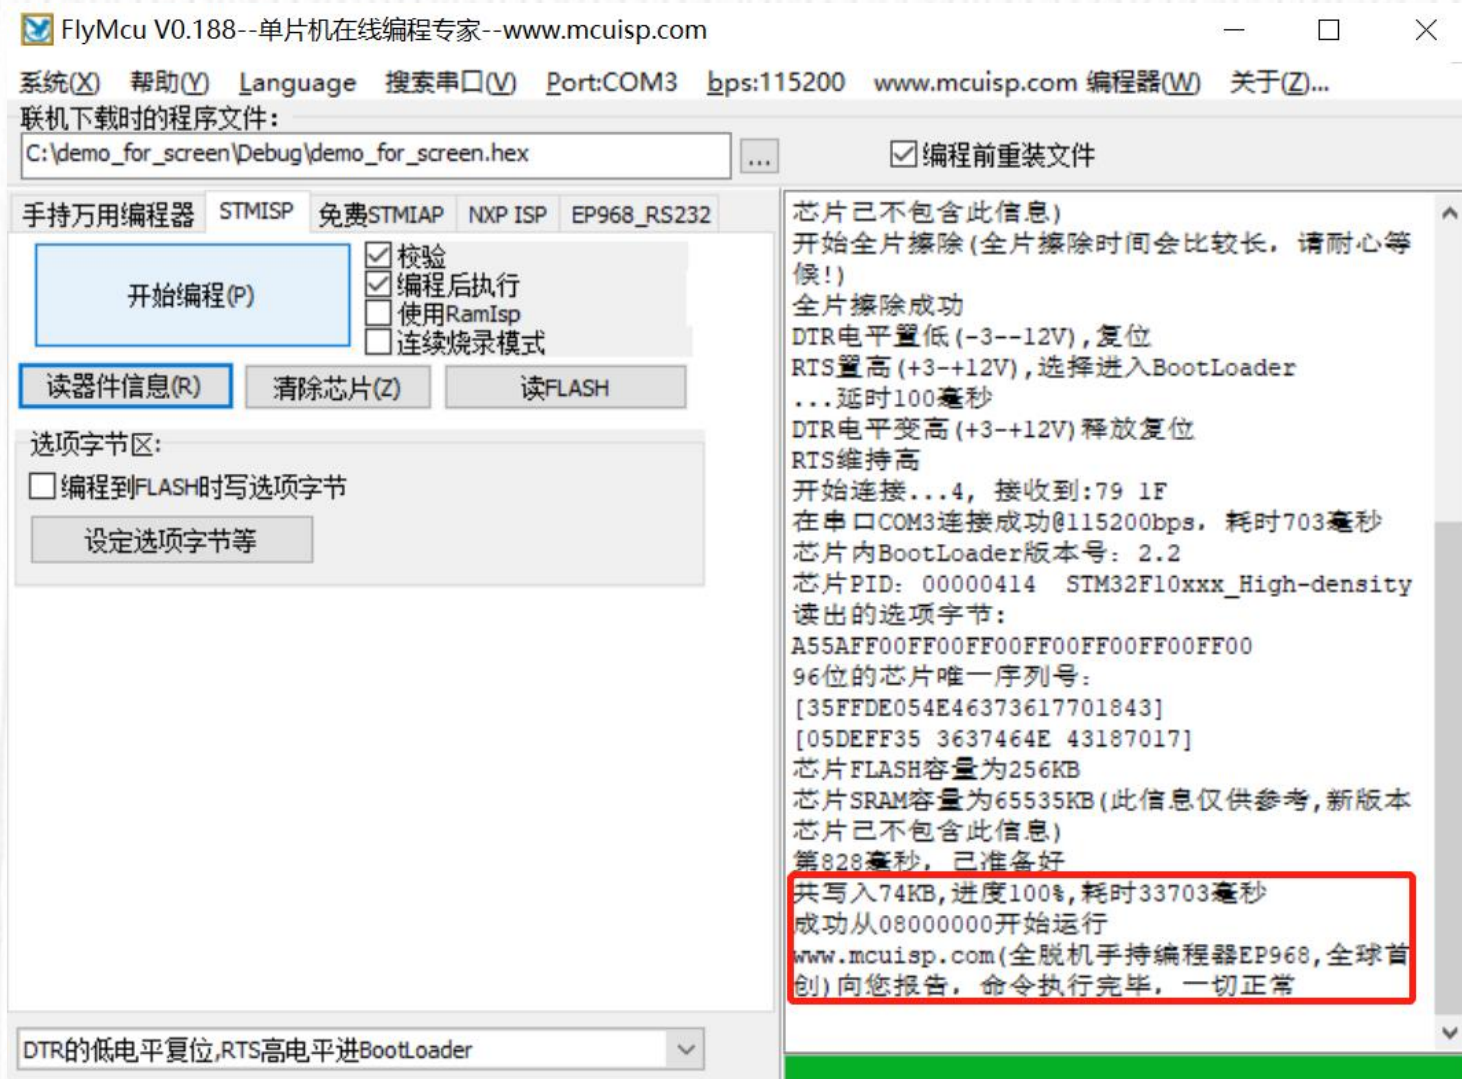 FlyMcu V0.188--单片机在线编程专家--www.mcuisp.com
系统(X) 帮助(Y) Language 搜索串口(V) Port:COM3 bps:115200 www.mcuisp.com 编程器(W) 关于(Z)...
联机下载时的程序文件：
C:\demo_for_screen\Debug\demo_for_screen.hex
...
编程前重装文件
手持万用编程器 STMISP 免费STMIAP NXP ISP EP968_RS232
开始编程(P)
校验
编程后执行
使用RamIsp
连续烧录模式
读器件信息(R) 清除芯片(Z) 读FLASH
选项字节区:
编程到FLASH时写选项字节
设定选项字节等
DTR的低电平复位,RTS高电平进BootLoader
芯片已不包含此信息)
开始全片擦除(全片擦除时间会比较长，请耐心等
候!)
全片擦除成功
DTR电平置低(-3--12V),复位
RTS置高(+3-+12V),选择进入BootLoader
...延时100毫秒
DTR电平变高(+3-+12V)释放复位
RTS维持高
开始连接...4, 接收到:79 1F
在串口COM3连接成功@115200bps，耗时703毫秒
芯片内BootLoader版本号：2.2
芯片PID：00000414 STM32F10xxx_High-density
读出的选项字节:
A55AFF00FF00FF00FF00FF00FF00FF00
96位的芯片唯一序列号:
[35FFDE054E46373617701843]
[05DEFF35 3637464E 43187017]
芯片FLASH容量为256KB
芯片SRAM容量为65535KB(此信息仅供参考,新版本
芯片已不包含此信息)
第828毫秒，已准备好
共写入74KB,进度100%,耗时33703毫秒
成功从08000000开始运行
www.mcuisp.com(全脱机手持编程器EP968,全球首
创)向您报告，命令执行完毕，一切正常